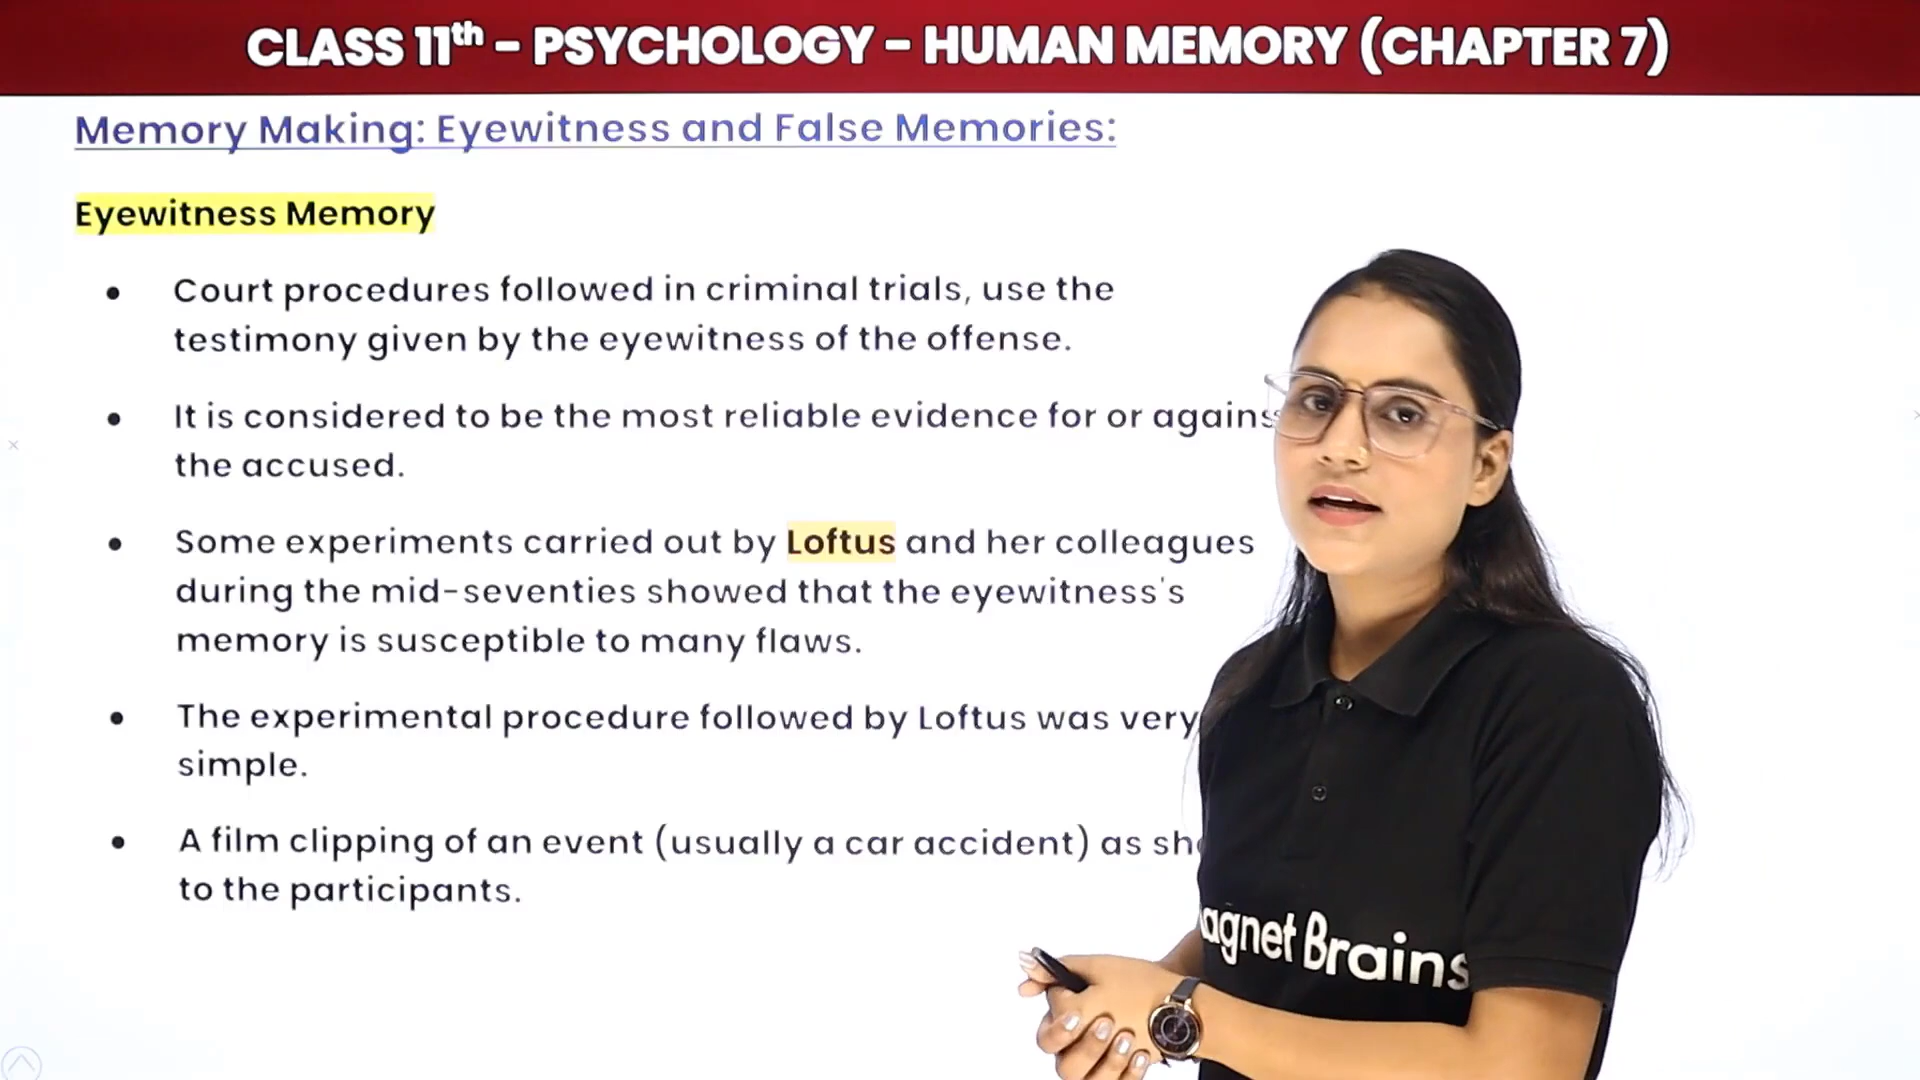 CLASS 11th - PSYCHOLOGY - HUMAN MEMORY (CHAPTER 7)
Memory Making: Eyewitness and False Memories:
Eyewitness Memory
• Court procedures followed in criminal trials, use the
testimony given by the eyewitness of the offense.
• It is considered to be the most reliable evidence for or agains
the accused.
• Some experiments carried out by Loftus and her colleagues
during the mid-seventies showed that the eyewitness's
memory is susceptible to many flaws.
• The experimental procedure followed by Loftus was very
simple.
• A film clipping of an event (usually a car accident) as sh
to the participants.
agnet Brains